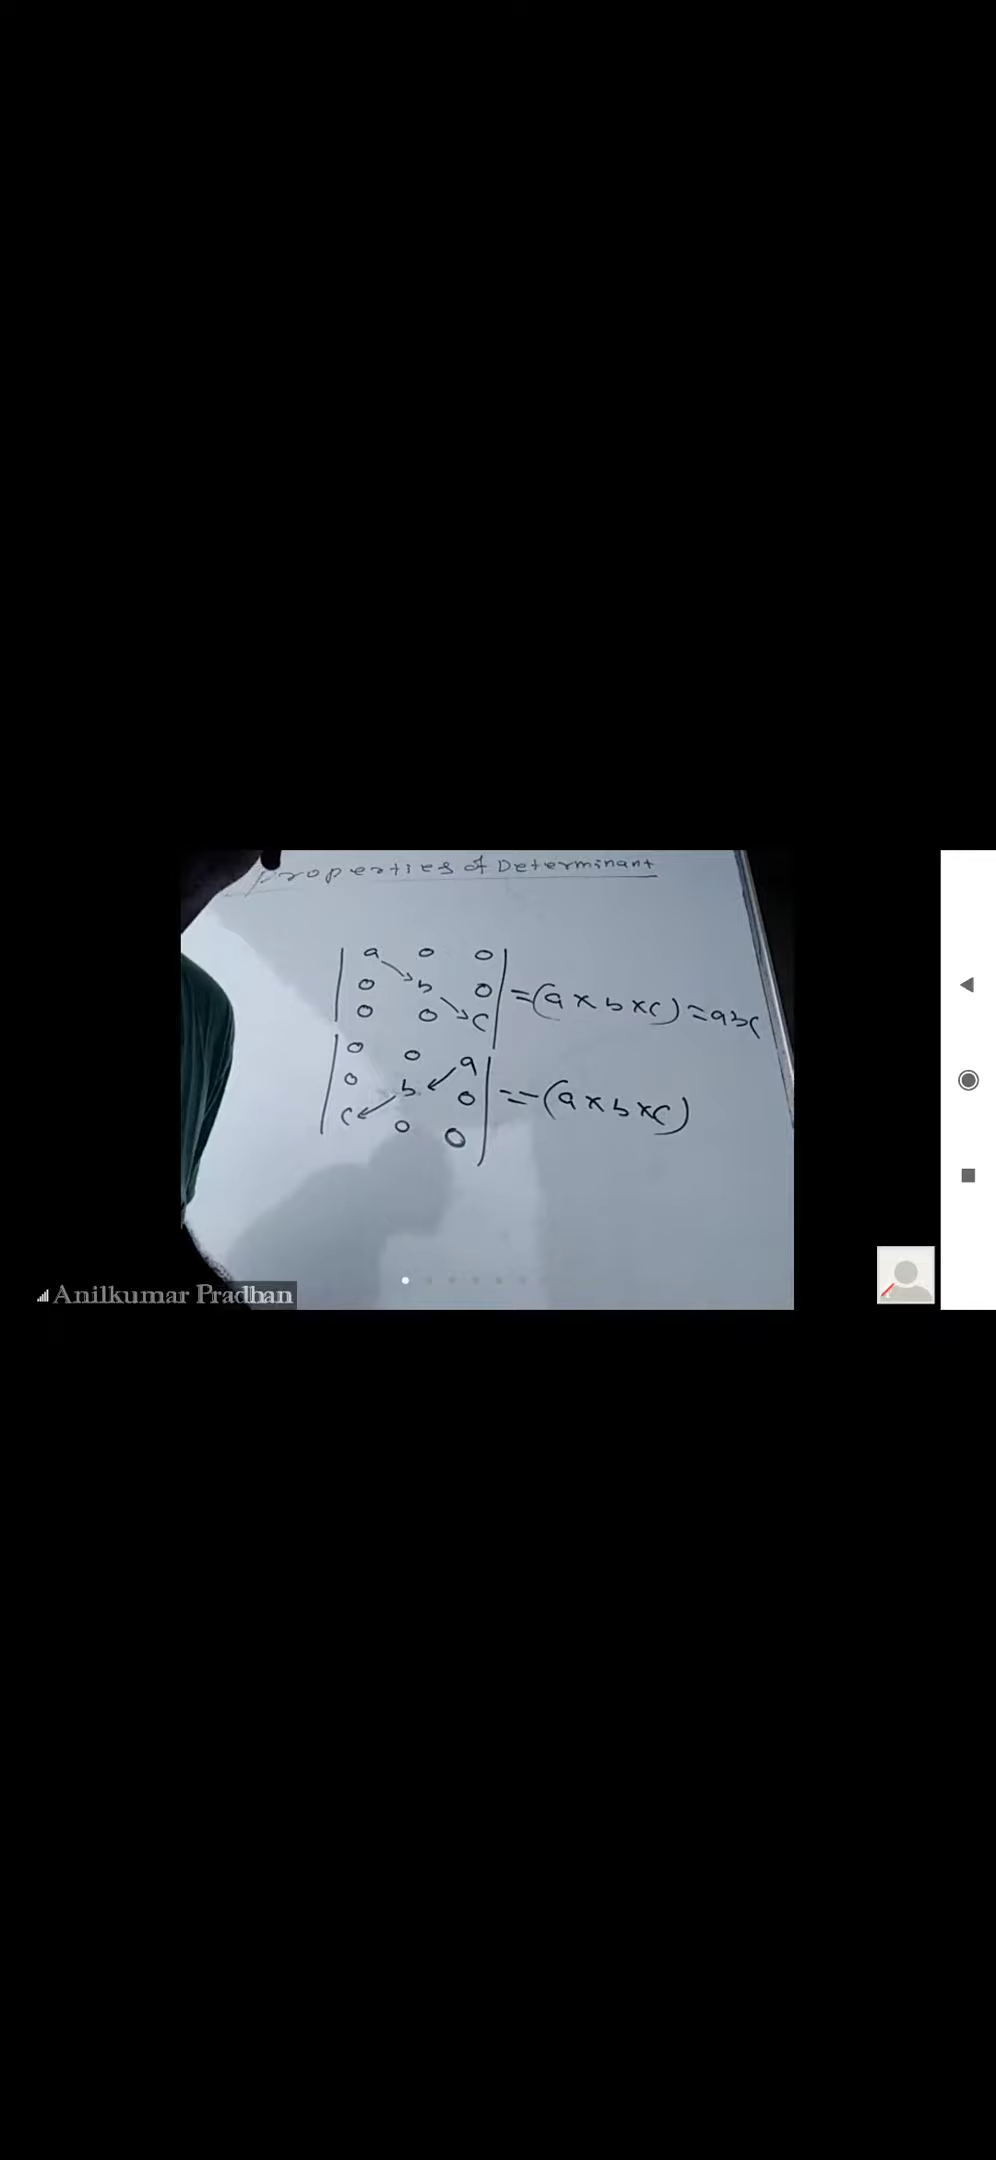 Properties of Determinant
| a 0 0 |
| 0 b 0 | = (a × b × c) = abc
| 0 0 c |
| 0 0 a |
| 0 b 0 | = -(a × b × c)
| c 0 0 |
Anilkumar Pradhan